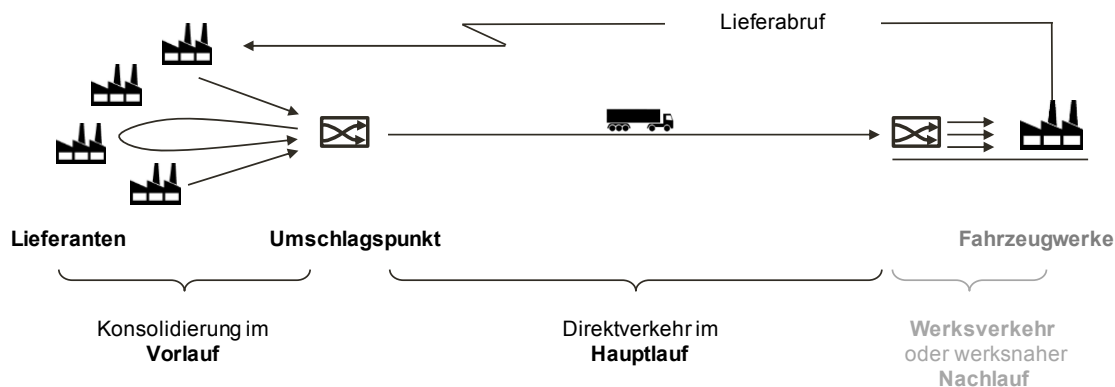 Lieferabruf
Lieferanten
Umschlagspunkt
Fahrzeugwerke
Konsolidierung im
Vorlauf
Direktverkehr im
Hauptlauf
Werksverkehr
oder werksnaher
Nachlauf